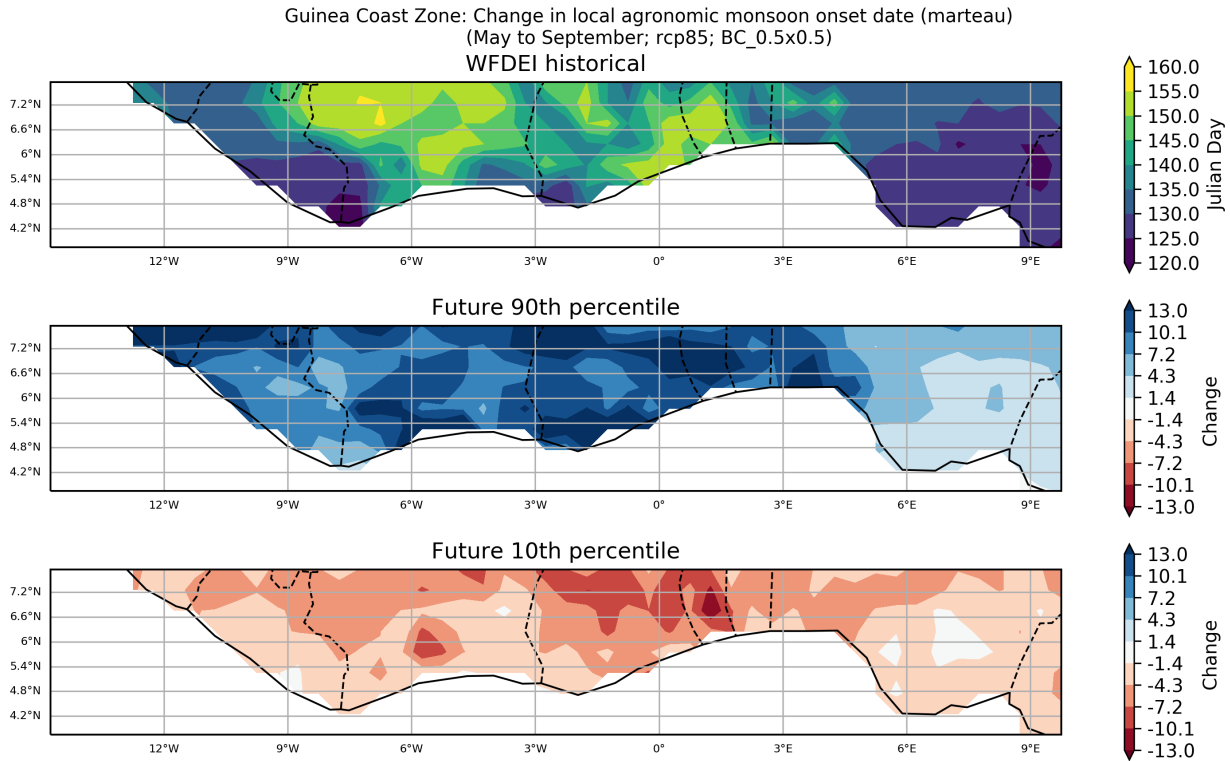 Guinea Coast Zone: Change in local agronomic monsoon onset date (marteau)
(May to September; rcp85; BC_0.5x0.5)
WFDEI historical
7.2°N
6.6°N
6°N
5.4°N
4.8°N
4.2°N
12°W 9°W 6°W 3°W 0° 3°E 6°E 9°E
160.0
155.0
150.0
145.0
140.0
135.0
130.0
125.0
120.0
Julian Day
Future 90th percentile
7.2°N
6.6°N
6°N
5.4°N
4.8°N
4.2°N
12°W 9°W 6°W 3°W 0° 3°E 6°E 9°E
13.0
10.1
7.2
4.3
1.4
-1.4
-4.3
-7.2
-10.1
-13.0
Change
Future 10th percentile
7.2°N
6.6°N
6°N
5.4°N
4.8°N
4.2°N
12°W 9°W 6°W 3°W 0° 3°E 6°E 9°E
13.0
10.1
7.2
4.3
1.4
-1.4
-4.3
-7.2
-10.1
-13.0
Change